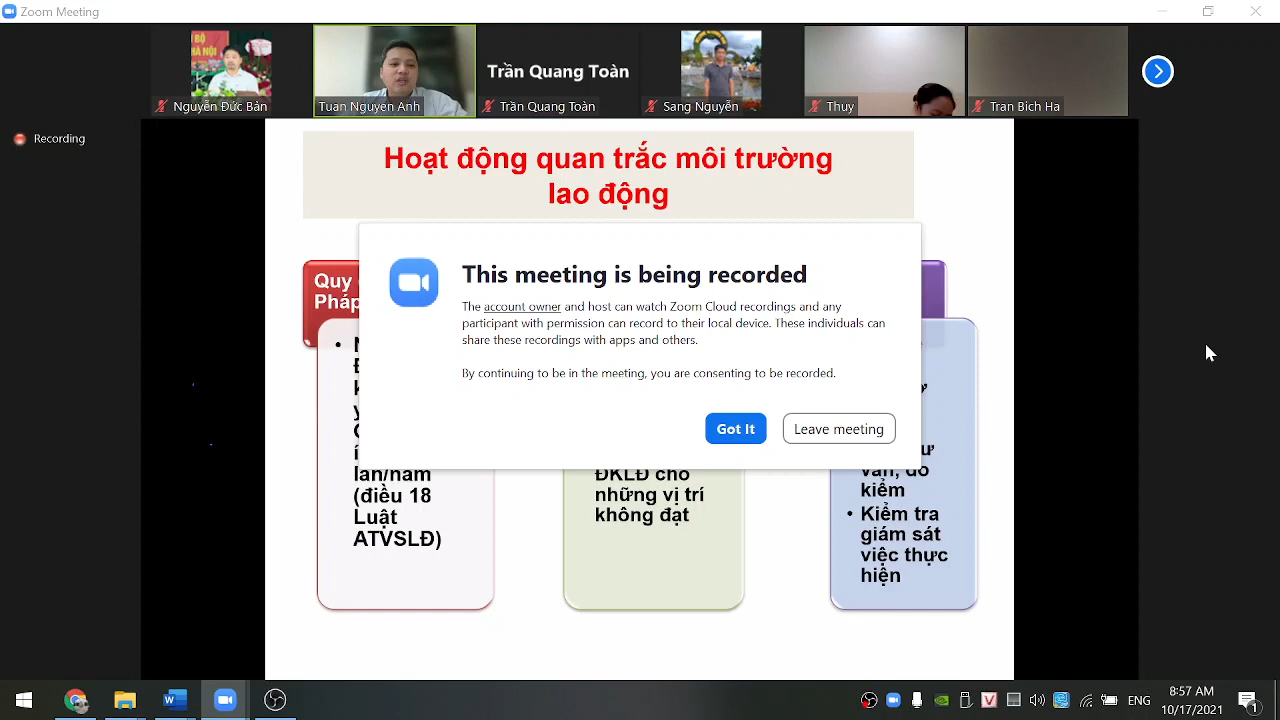 Zoom Meeting
BỘ
HÀ NỘI
Trần Quang Toàn
Nguyễn Đức Bản
Tuan Nguyen Anh
Trần Quang Toàn
Sang Nguyễn
Thuy
Tran Bich Ha
Recording
Hoạt động quan trắc môi trường
lao động
Quy
Pháp
This meeting is being recorded
The account owner and host can watch Zoom Cloud recordings and any
participant with permission can record to their local device. These individuals can
share these recordings with apps and others.
By continuing to be in the meeting, you are consenting to be recorded.
Got It
Leave meeting
lần/năm
(điều 18
Luật
ATVSLĐ)
ĐKLĐ cho
những vị trí
không đạt
vấn, đo
kiểm
• Kiểm tra
giám sát
việc thực
hiện
ENG
8:57 AM
10/17/2021
1